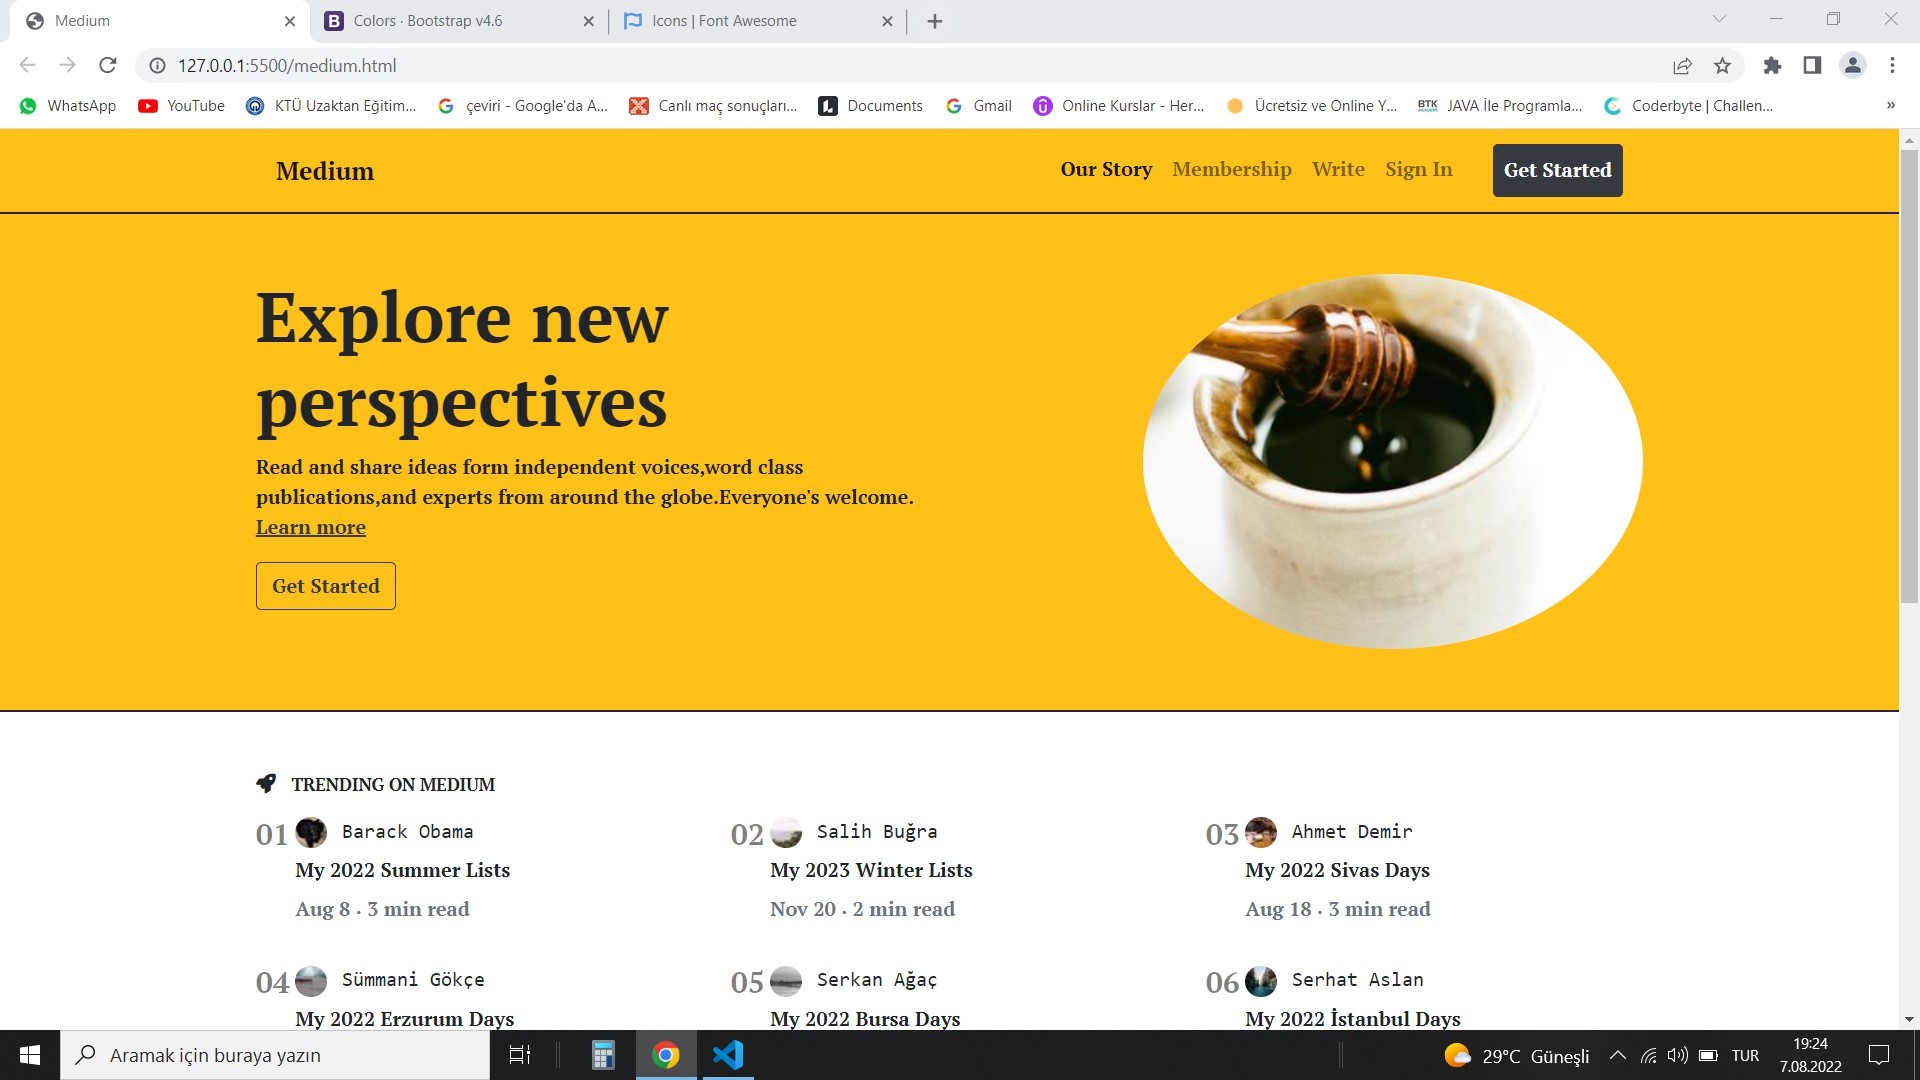 Medium
Colors · Bootstrap v4.6
Icons | Font Awesome
127.0.0.1:5500/medium.html
WhatsApp
YouTube
KTÜ Uzaktan Eğitim...
çeviri - Google'da A...
Canlı maç sonuçları...
Documents
Gmail
Online Kurslar - Her...
Ücretsiz ve Online Y...
BTK
JAVA İle Programla...
Coderbyte | Challen...
»
Medium
Our Story Membership Write Sign In Get Started
Explore new
perspectives
Read and share ideas form independent voices,word class
publications,and experts from around the globe.Everyone's welcome.
Learn more
Get Started
TRENDING ON MEDIUM
01 Barack Obama
My 2022 Summer Lists
Aug 8 · 3 min read
02 Salih Buğra
My 2023 Winter Lists
Nov 20 · 2 min read
03 Ahmet Demir
My 2022 Sivas Days
Aug 18 · 3 min read
04 Sümmani Gökçe
My 2022 Erzurum Days
05 Serkan Ağaç
My 2022 Bursa Days
06 Serhat Aslan
My 2022 İstanbul Days
Aramak için buraya yazın
29°C Güneşli
TUR
19:24
7.08.2022